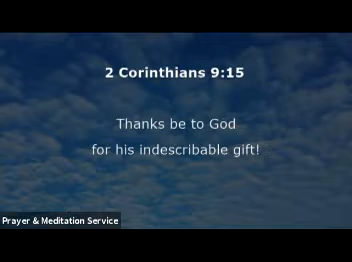 2 Corinthians 9:15
Thanks be to God
for his indescribable gift!
Prayer & Meditation Service